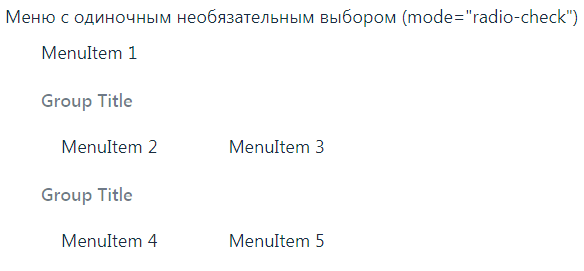 Меню с одиночным необязательным выбором (mode="radio-check")
MenuItem 1
Group Title
MenuItem 2 MenuItem 3
Group Title
MenuItem 4 MenuItem 5